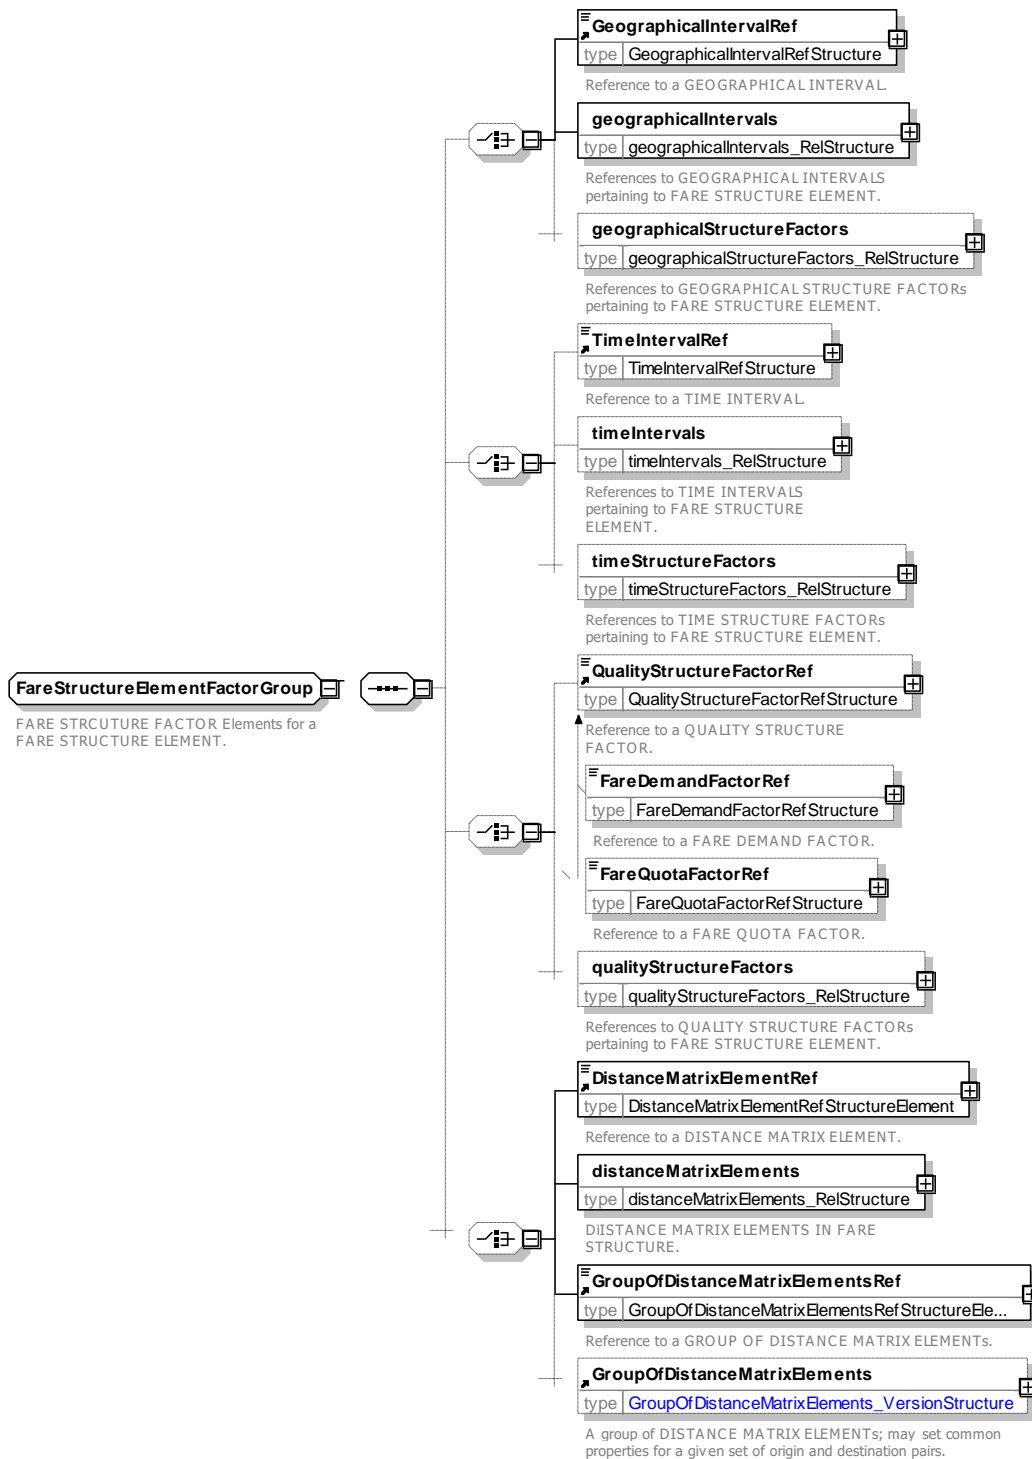 GeographicalIntervalRef
type GeographicalIntervalRefStructure
Reference to a GEOGRAPHICAL INTERVAL.
geographicalIntervals
type geographicalIntervals_RelStructure
References to GEOGRAPHICAL INTERVALS
pertaining to FARE STRUCTURE ELEMENT.
geographicalStructureFactors
type geographicalStructureFactors_RelStructure
References to GEOGRAPHICAL STRUCTURE FACTORs
pertaining to FARE STRUCTURE ELEMENT.
TimeIntervalRef
type TimeIntervalRefStructure
Reference to a TIME INTERVAL.
timeIntervals
type timeIntervals_RelStructure
References to TIME INTERVALS
pertaining to FARE STRUCTURE
ELEMENT.
timeStructureFactors
type timeStructureFactors_RelStructure
References to TIME STRUCTURE FACTORs
pertaining to FARE STRUCTURE ELEMENT.
FareStructureElementFactorGroup
FARE STRCUTURE FACTOR Elements for a
FARE STRUCTURE ELEMENT.
QualityStructureFactorRef
type QualityStructureFactorRefStructure
Reference to a QUALITY STRUCTURE
FACTOR.
FareDemandFactorRef
type FareDemandFactorRefStructure
Reference to a FARE DEMAND FACTOR.
FareQuotaFactorRef
type FareQuotaFactorRefStructure
Reference to a FARE QUOTA FACTOR.
qualityStructureFactors
type qualityStructureFactors_RelStructure
References to QUALITY STRUCTURE FACTORs
pertaining to FARE STRUCTURE ELEMENT.
DistanceMatrixElementRef
type DistanceMatrixElementRefStructureElement
Reference to a DISTANCE MATRIX ELEMENT.
distanceMatrixElements
type distanceMatrixElements_RelStructure
DiISTANCE MATRIX ELEMENTS IN FARE
STRUCTURE.
GroupOfDistanceMatrixElementsRef
type GroupOfDistanceMatrixElementsRefStructureEle...
Reference to a GROUP OF DISTANCE MATRIX ELEMENTs.
GroupOfDistanceMatrixElements
type GroupOfDistanceMatrixElements_VersionStructure
A group of DISTANCE MATRIX ELEMENTs; may set common
properties for a given set of origin and destination pairs.